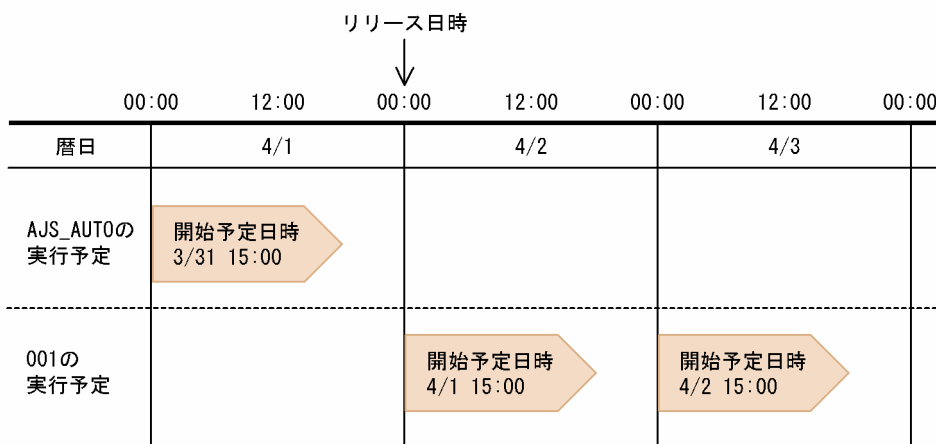 リリース日時
00:00 12:00 00:00 12:00 00:00 12:00 00:00
暦日 4/1 4/2 4/3
AJS_AUTOの
実行予定
開始予定日時
3/31 15:00
001の
実行予定
開始予定日時
4/1 15:00
開始予定日時
4/2 15:00